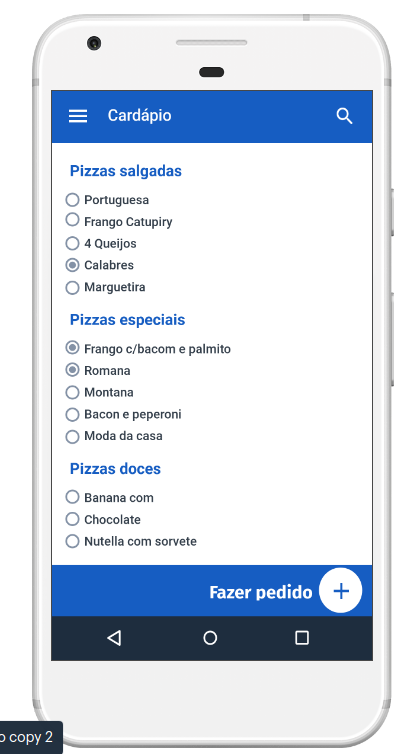 Cardápio
Pizzas salgadas
Portuguesa
Frango Catupiry
4 Queijos
Calabres
Marguetira
Pizzas especiais
Frango c/bacom e palmito
Romana
Montana
Bacon e peperoni
Moda da casa
Pizzas doces
Banana com
Chocolate
Nutella com sorvete
Fazer pedido
o copy 2